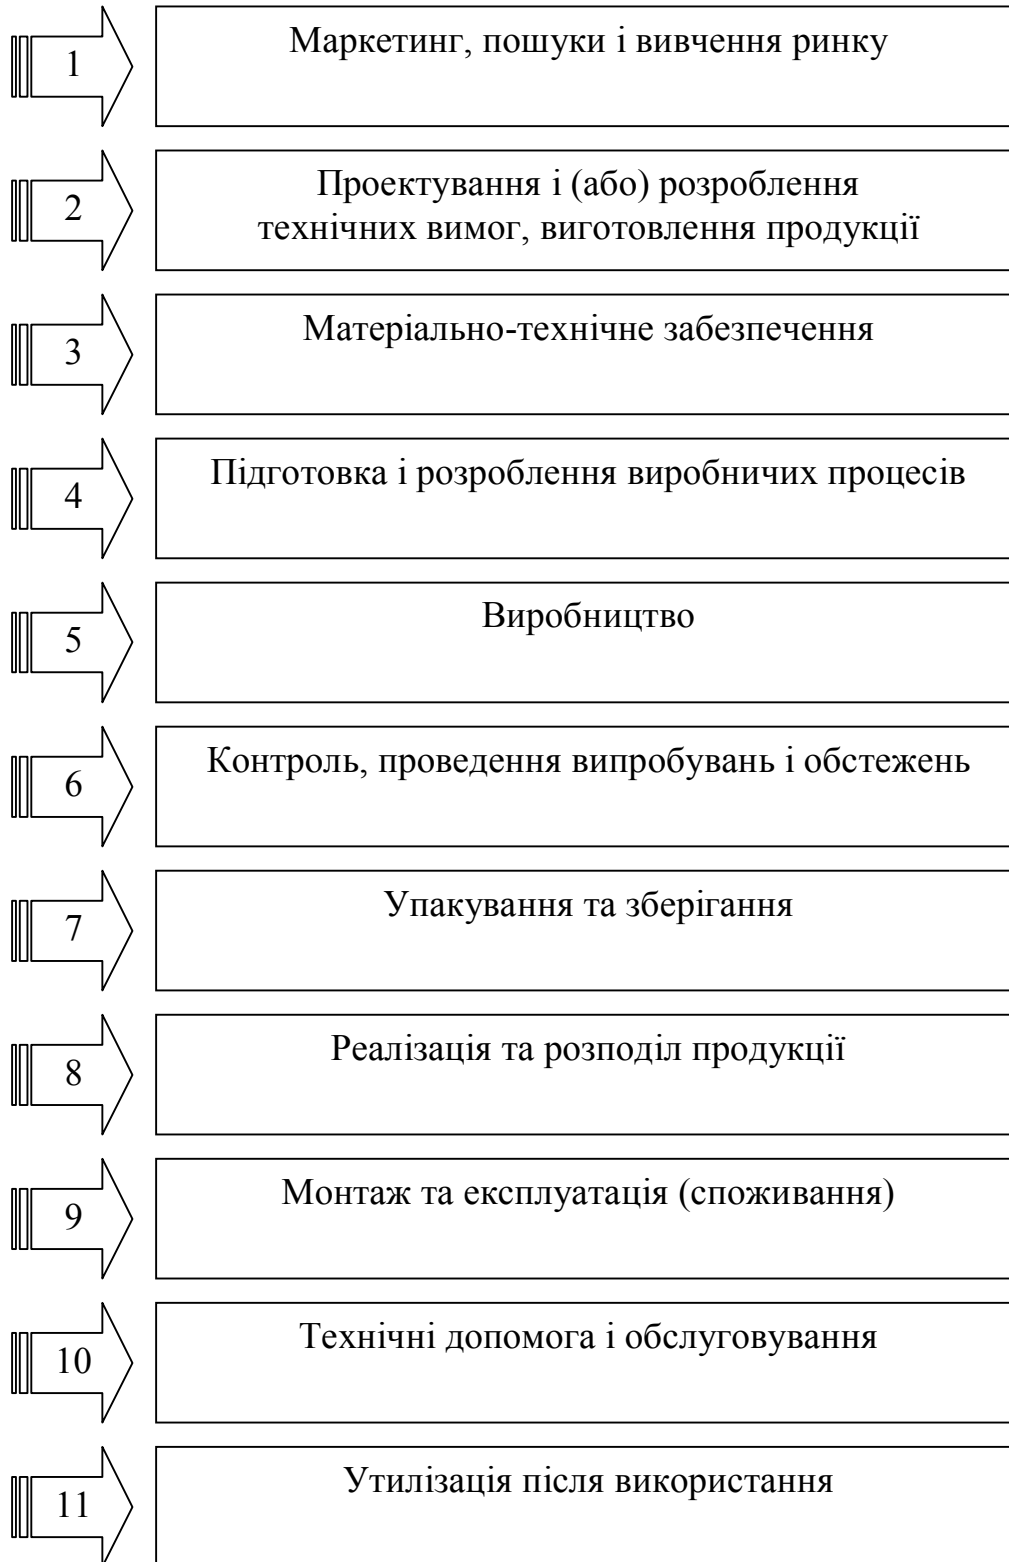 1
Маркетинг, пошуки і вивчення ринку
2
Проектування і (або) розроблення
технічних вимог, виготовлення продукції
3
Матеріально-технічне забезпечення
4
Підготовка і розроблення виробничих процесів
5
Виробництво
6
Контроль, проведення випробувань і обстежень
7
Упакування та зберігання
8
Реалізація та розподіл продукції
9
Монтаж та експлуатація (споживання)
10
Технічні допомога і обслуговування
11
Утилізація після використання